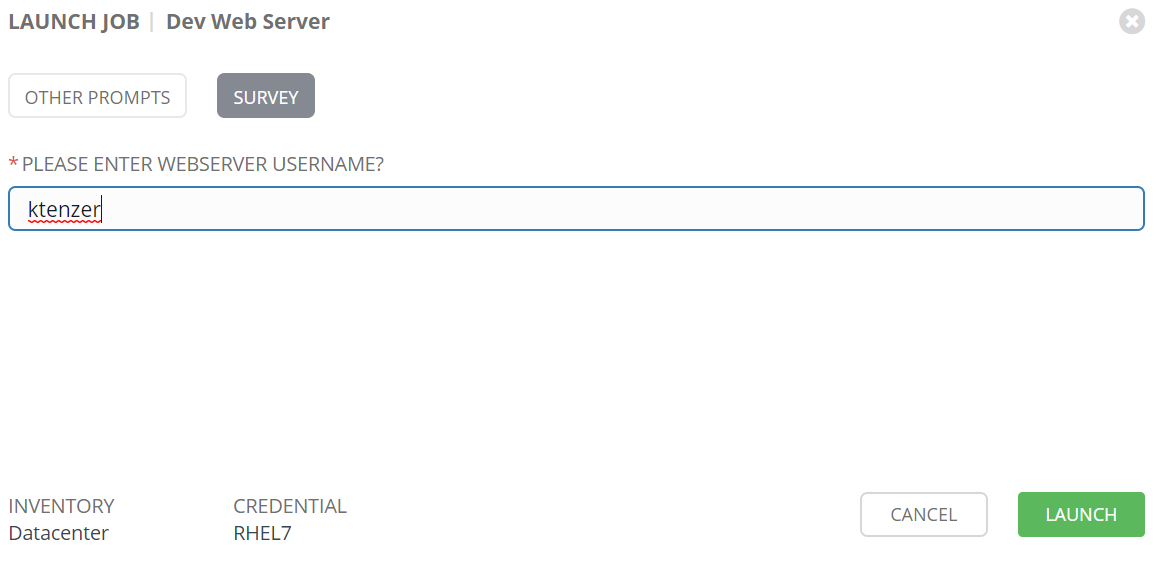 LAUNCH JOB | Dev Web Server
OTHER PROMPTS SURVEY
*PLEASE ENTER WEBSERVER USERNAME?
ktenzer
INVENTORY CREDENTIAL
Datacenter RHEL7
CANCEL LAUNCH